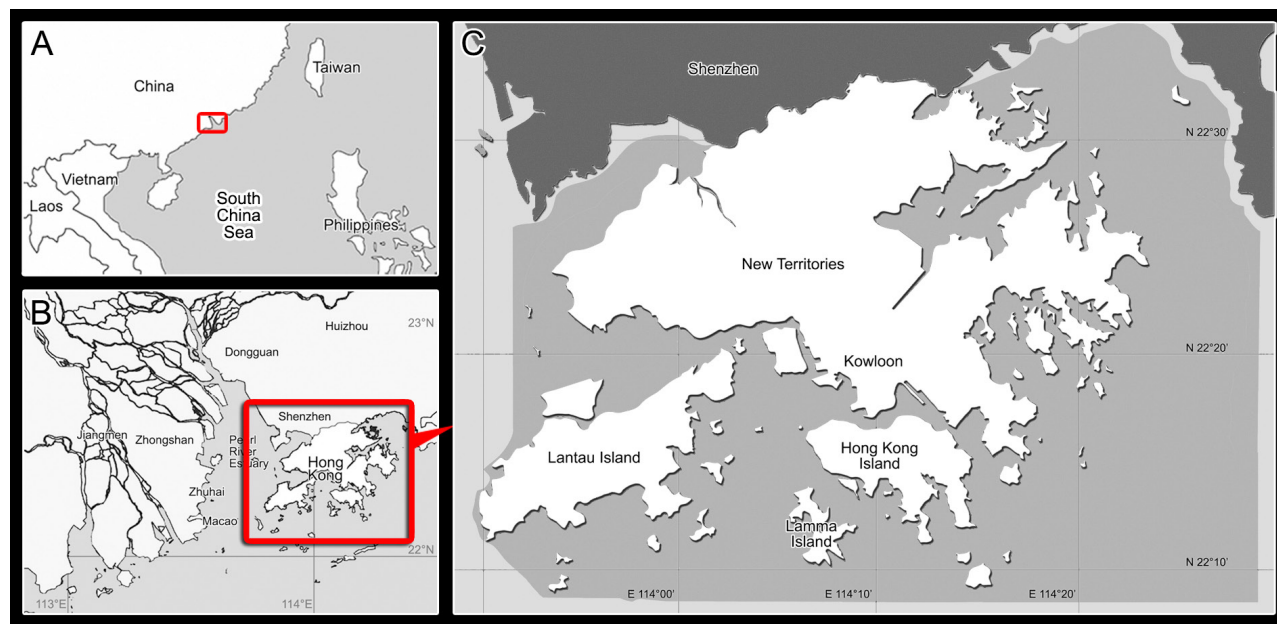 A
China
Taiwan
Vietnam
Laos
South
China
Sea
Philippines
B
Huizhou
23°N
Dongguan
Shenzhen
Jiangmen
Zhongshan
Pearl
River
Estuary
Hong
Kong
Zhuhai
Macao
22°N
113°E
114°E
C
Shenzhen
N 22°30'
New Territories
N 22°20'
Kowloon
Lantau Island
Hong Kong
Island
Lamma
Island
N 22°10'
E 114°00'
E 114°10'
E 114°20'